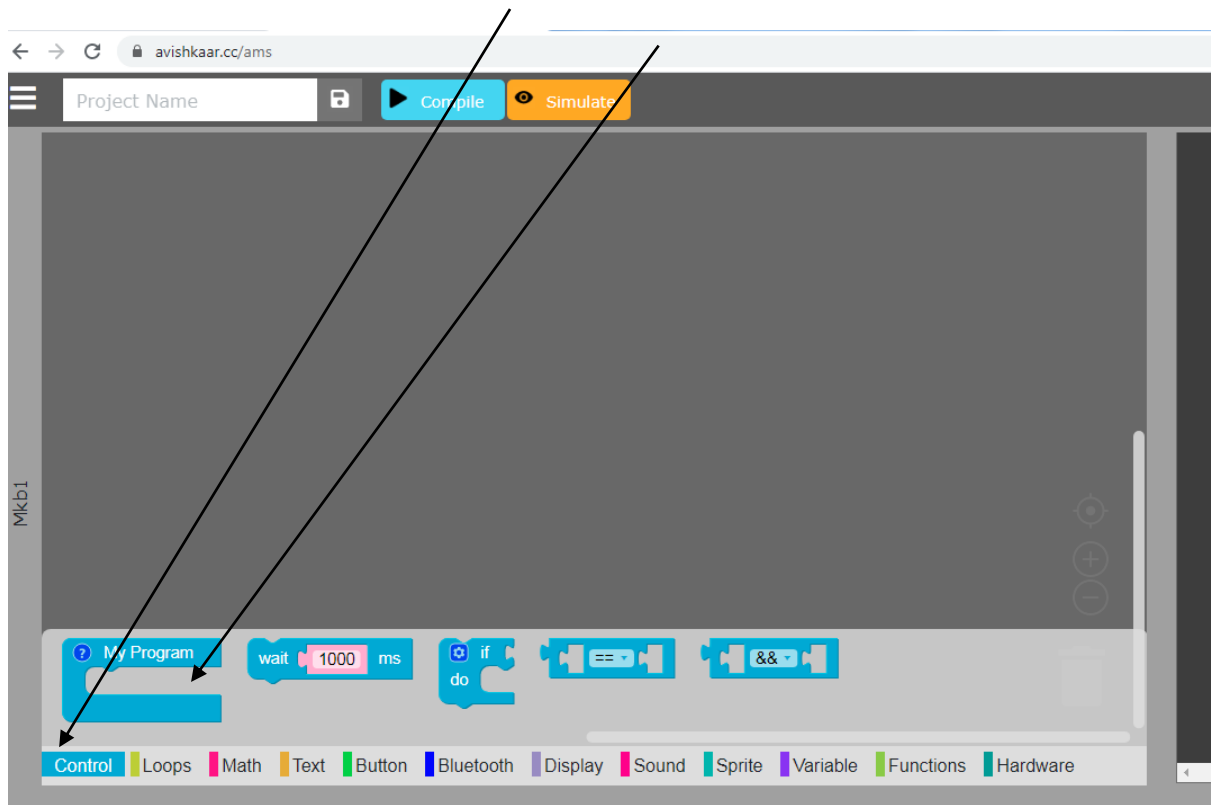 avishkaar.cc/ams
Project Name Compile Simulate
Mkb1
? My Program
wait 1000 ms
if
do
==
&&
Control Loops Math Text Button Bluetooth Display Sound Sprite Variable Functions Hardware